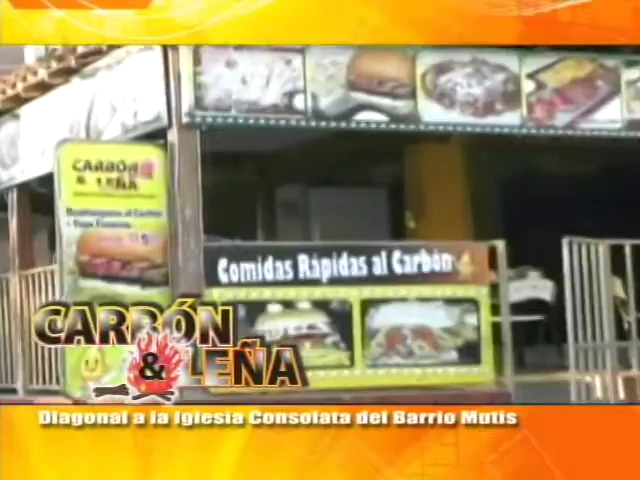 CARBÓN
& LEÑA
Comidas Rápidas al Carbón
CARBÓN
& LEÑA
Diagonal a la Iglesia Consolata del Barrio Mutis